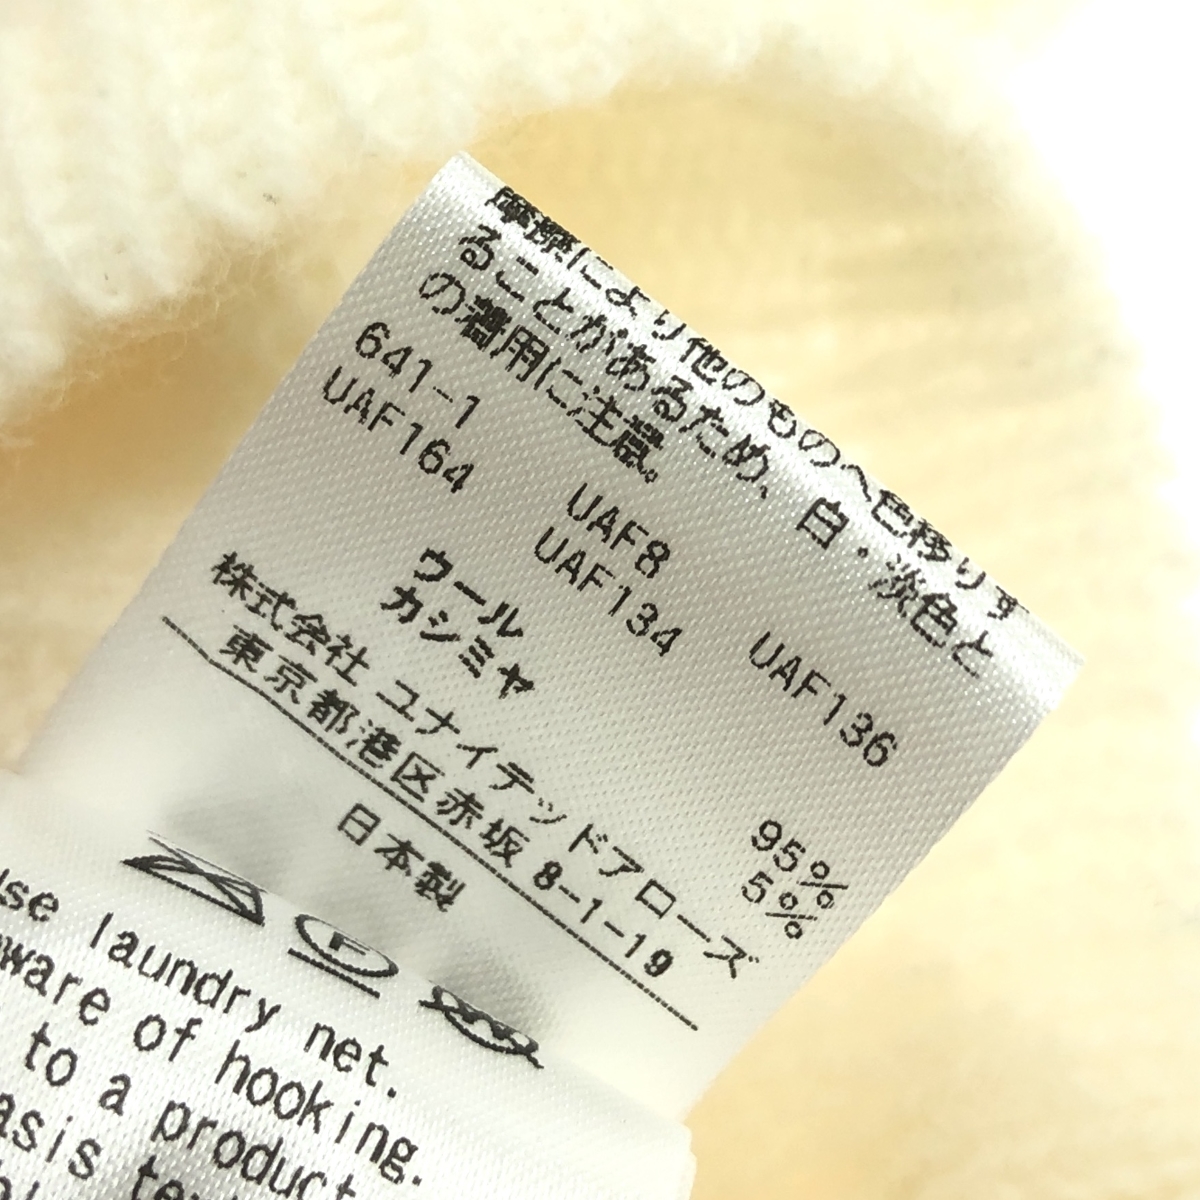 摩擦により他のものへ色移りす
ることがあるため、白・淡色と
の着用に注意。
641-1 UAF8 UAF136
UAF164 UAF134
ウール 95%
カシミヤ 5%
株式会社 ユナイテッドアローズ
東京都港区赤坂 8-1-19
日本製
F
use laundry net.
ware of hooking.
to a product
asis